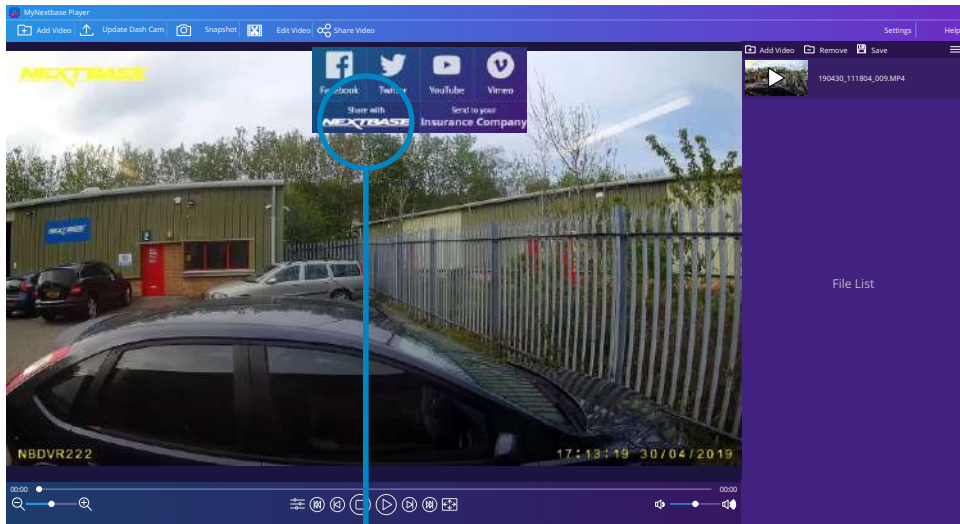 MyNextbase Player
Add Video Update Dash Cam Snapshot Edit Video Share Video Settings Help
Add Video Remove Save
190430_111804_009.MP4
NEXTBASE
Facebook Twitter YouTube Vimeo
Share with Send to your
NEXTBASE Insurance Company
NEXTBASE
2
File List
NBDVR222 17:13:19 30/04/2019
00:00 00:00